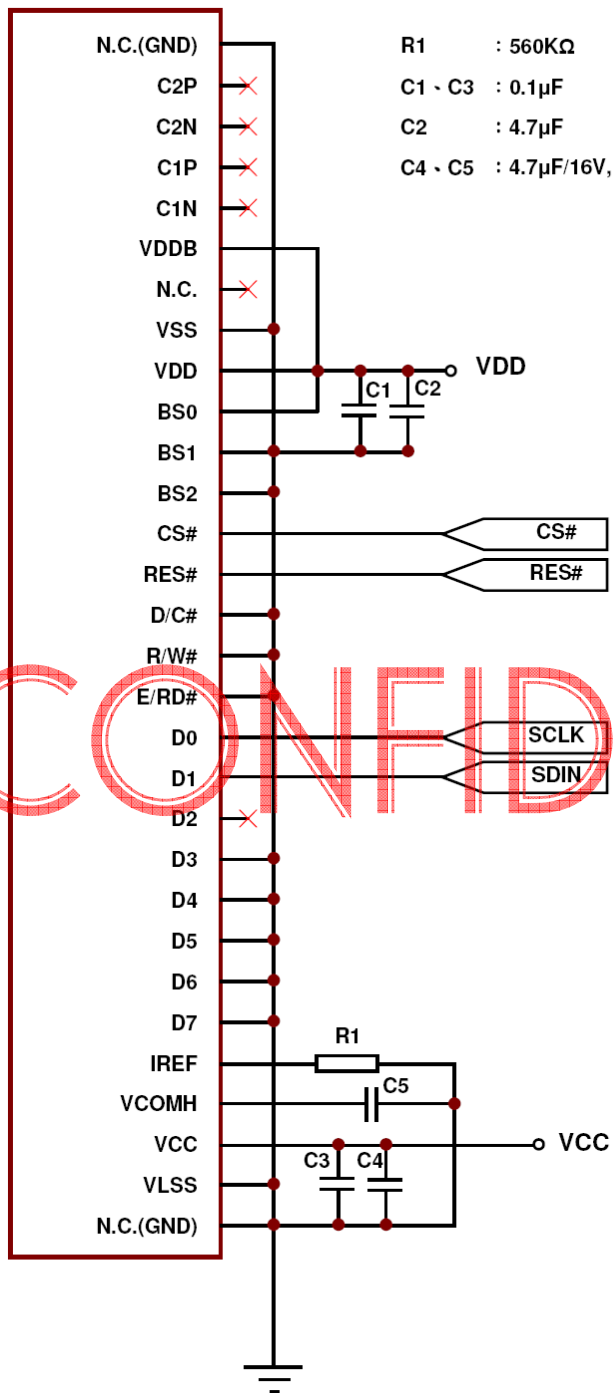 N.C.(GND)
C2P
C2N
C1P
C1N
VDDB
N.C.
VSS
VDD
BS0
BS1
BS2
CS#
RES#
D/C#
R/W#
E/RD#
D0
D1
D2
D3
D4
D5
D6
D7
IREF
VCOMH
VCC
VLSS
N.C.(GND)
R1 : 560KΩ
C1、C3 : 0.1µF
C2 : 4.7µF
C4、C5 : 4.7µF/16V,
C1
C2
VDD
CS#
RES#
SCLK
SDIN
R1
C5
C3
C4
VCC
CONFID